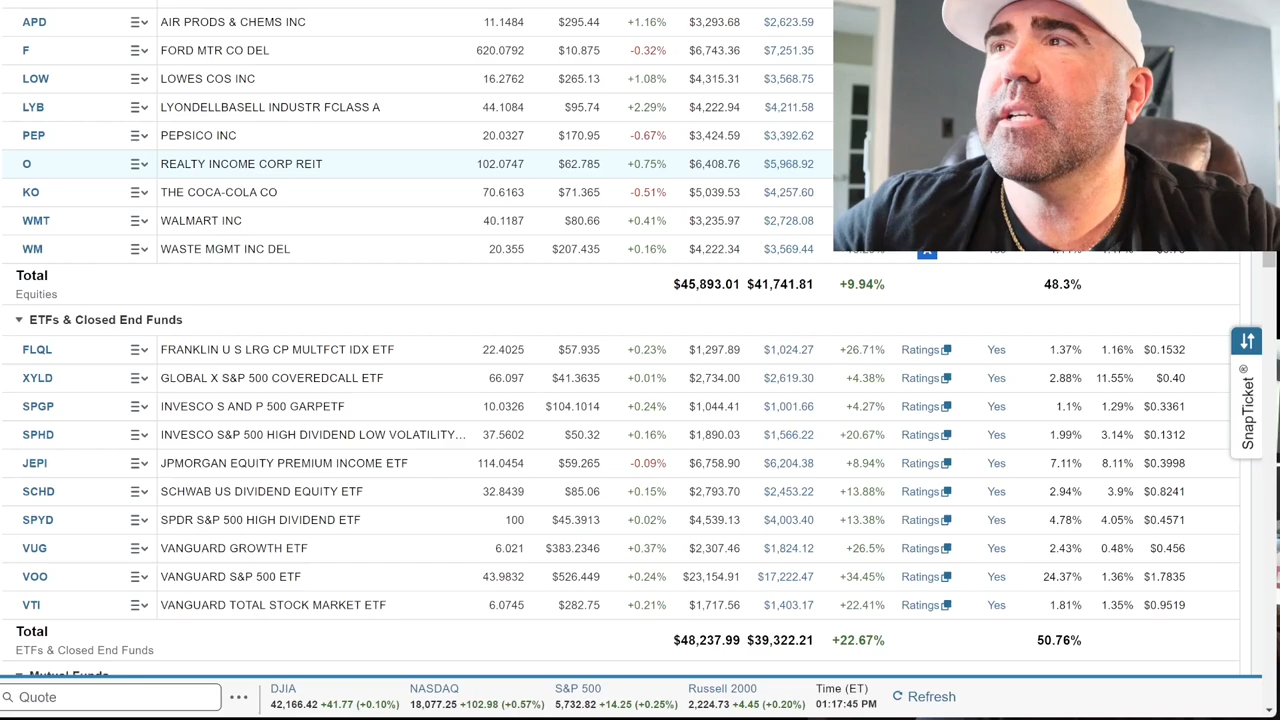 APD AIR PRODS & CHEMS INC 11.1484 $295.44 +1.16% $3,293.68 $2,623.59
F FORD MTR CO DEL 620.0792 $10.875 -0.32% $6,743.36 $7,251.35
LOW LOWES COS INC 16.2762 $265.13 +1.08% $4,315.31 $3,568.75
LYB LYONDELLBASELL INDUSTR FCLASS A 44.1084 $95.74 +2.29% $4,222.94 $4,211.58
PEP PEPSICO INC 20.0327 $170.95 -0.67% $3,424.59 $3,392.62
O REALTY INCOME CORP REIT 102.0747 $62.785 +0.75% $6,408.76 $5,968.92
KO THE COCA-COLA CO 70.6163 $71.365 -0.51% $5,039.53 $4,257.60
WMT WALMART INC 40.1187 $80.66 +0.41% $3,235.97 $2,728.08
WM WASTE MGMT INC DEL 20.355 $207.435 +0.16% $4,222.34 $3,569.44
Total
Equities $45,893.01 $41,741.81 +9.94% 48.3%
ETFs & Closed End Funds
FLQL FRANKLIN U S LRG CP MULTFCT IDX ETF 22.4025 $57.935 +0.23% $1,297.89 $1,024.27 +26.71% Ratings Yes 1.37% 1.16% $0.1532
XYLD GLOBAL X S&P 500 COVEREDCALL ETF 66.097 $41.3635 +0.01% $2,734.00 $2,619.30 +4.38% Ratings Yes 2.88% 11.55% $0.40
SPGP INVESCO S AND P 500 GARPETF 10.0326 $104.1014 +0.24% $1,044.41 $1,001.66 +4.27% Ratings Yes 1.1% 1.29% $0.3361
SPHD INVESCO S&P 500 HIGH DIVIDEND LOW VOLATILITY... 37.5602 $50.32 +0.16% $1,890.03 $1,566.22 +20.67% Ratings Yes 1.99% 3.14% $0.1312
JEPI JPMORGAN EQUITY PREMIUM INCOME ETF 114.0454 $59.265 -0.09% $6,758.90 $6,204.38 +8.94% Ratings Yes 7.11% 8.11% $0.3998
SCHD SCHWAB US DIVIDEND EQUITY ETF 32.8439 $85.06 +0.15% $2,793.70 $2,453.22 +13.88% Ratings Yes 2.94% 3.9% $0.8241
SPYD SPDR S&P 500 HIGH DIVIDEND ETF 100 $45.3913 +0.02% $4,539.13 $4,003.40 +13.38% Ratings Yes 4.78% 4.05% $0.4571
VUG VANGUARD GROWTH ETF 6.021 $383.2346 +0.37% $2,307.46 $1,824.12 +26.5% Ratings Yes 2.43% 0.48% $0.456
VOO VANGUARD S&P 500 ETF 43.9832 $526.449 +0.24% $23,154.91 $17,222.47 +34.45% Ratings Yes 24.37% 1.36% $1.7835
VTI VANGUARD TOTAL STOCK MARKET ETF 6.0745 $282.75 +0.21% $1,717.56 $1,403.17 +22.41% Ratings Yes 1.81% 1.35% $0.9519
Total
ETFs & Closed End Funds $48,237.99 $39,322.21 +22.67% 50.76%
SnapTicket®
Quote
DJIA NASDAQ S&P 500 Russell 2000 Time (ET) Refresh
42,166.42 +41.77 (+0.10%) 18,077.25 +102.98 (+0.57%) 5,732.82 +14.25 (+0.25%) 2,224.73 +4.45 (+0.20%) 01:17:45 PM